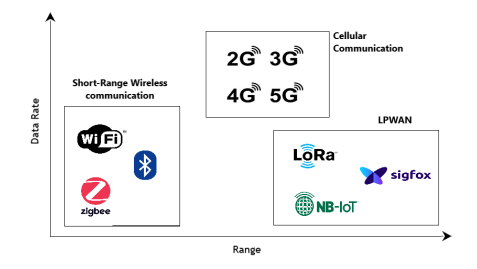 Cellular
Communication
2G 3G
4G 5G
Short-Range Wireless
communication
WiFi
zigbee
LPWAN
LoRa
sigfox
NB-IoT
Data Rate
Range